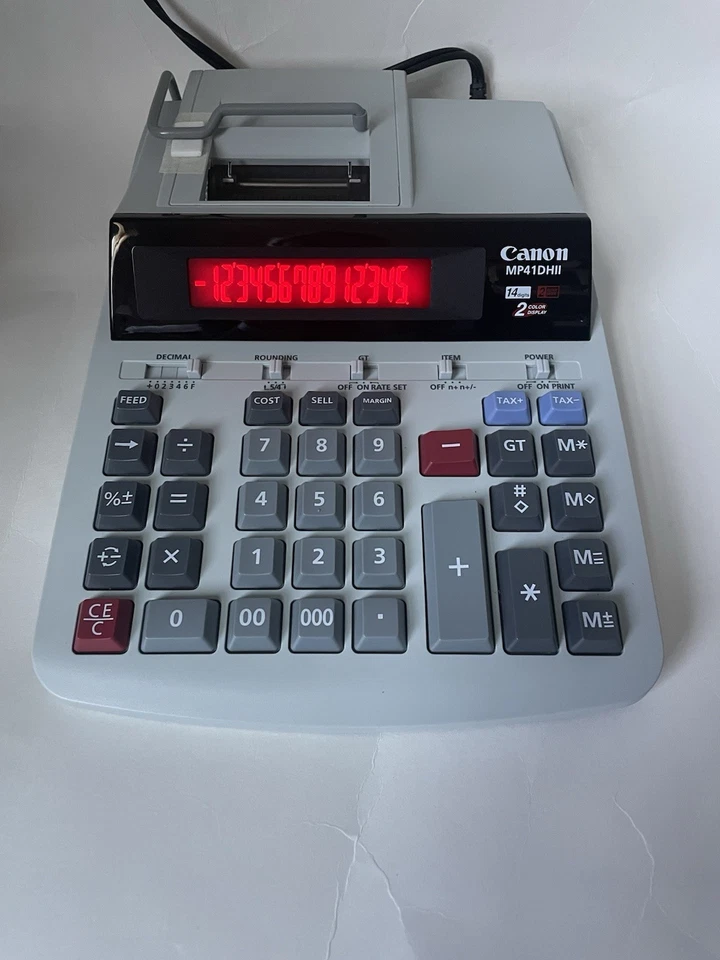 Canon
MP41DHII
14 digits
2 COLOR DISPLAY
-12345678912345.
DECIMAL ROUNDING GT ITEM POWER
+ 0 2 3 4 6 F OFF ON RATE SET OFF n+ n+/- OFF ON PRINT
FEED COST SELL MARGIN TAX+ TAX−
→ ÷ 7 8 9 − GT M*
%± = 4 5 6 # ◇ M◇
× 1 2 3 + M
CE/C 0 00 000 . * M±